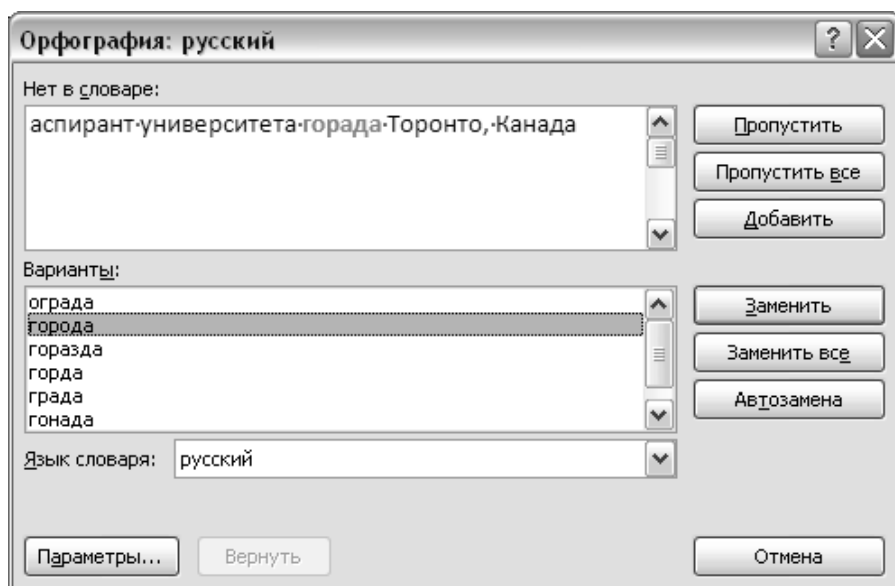 Орфография: русский
Нет в словаре:
аспирант·университета·горада·Торонто,·Канада
Пропустить
Пропустить все
Добавить
Варианты:
ограда
города
горазда
горда
града
гонада
Заменить
Заменить все
Автозамена
Язык словаря: русский
Параметры... Вернуть Отмена